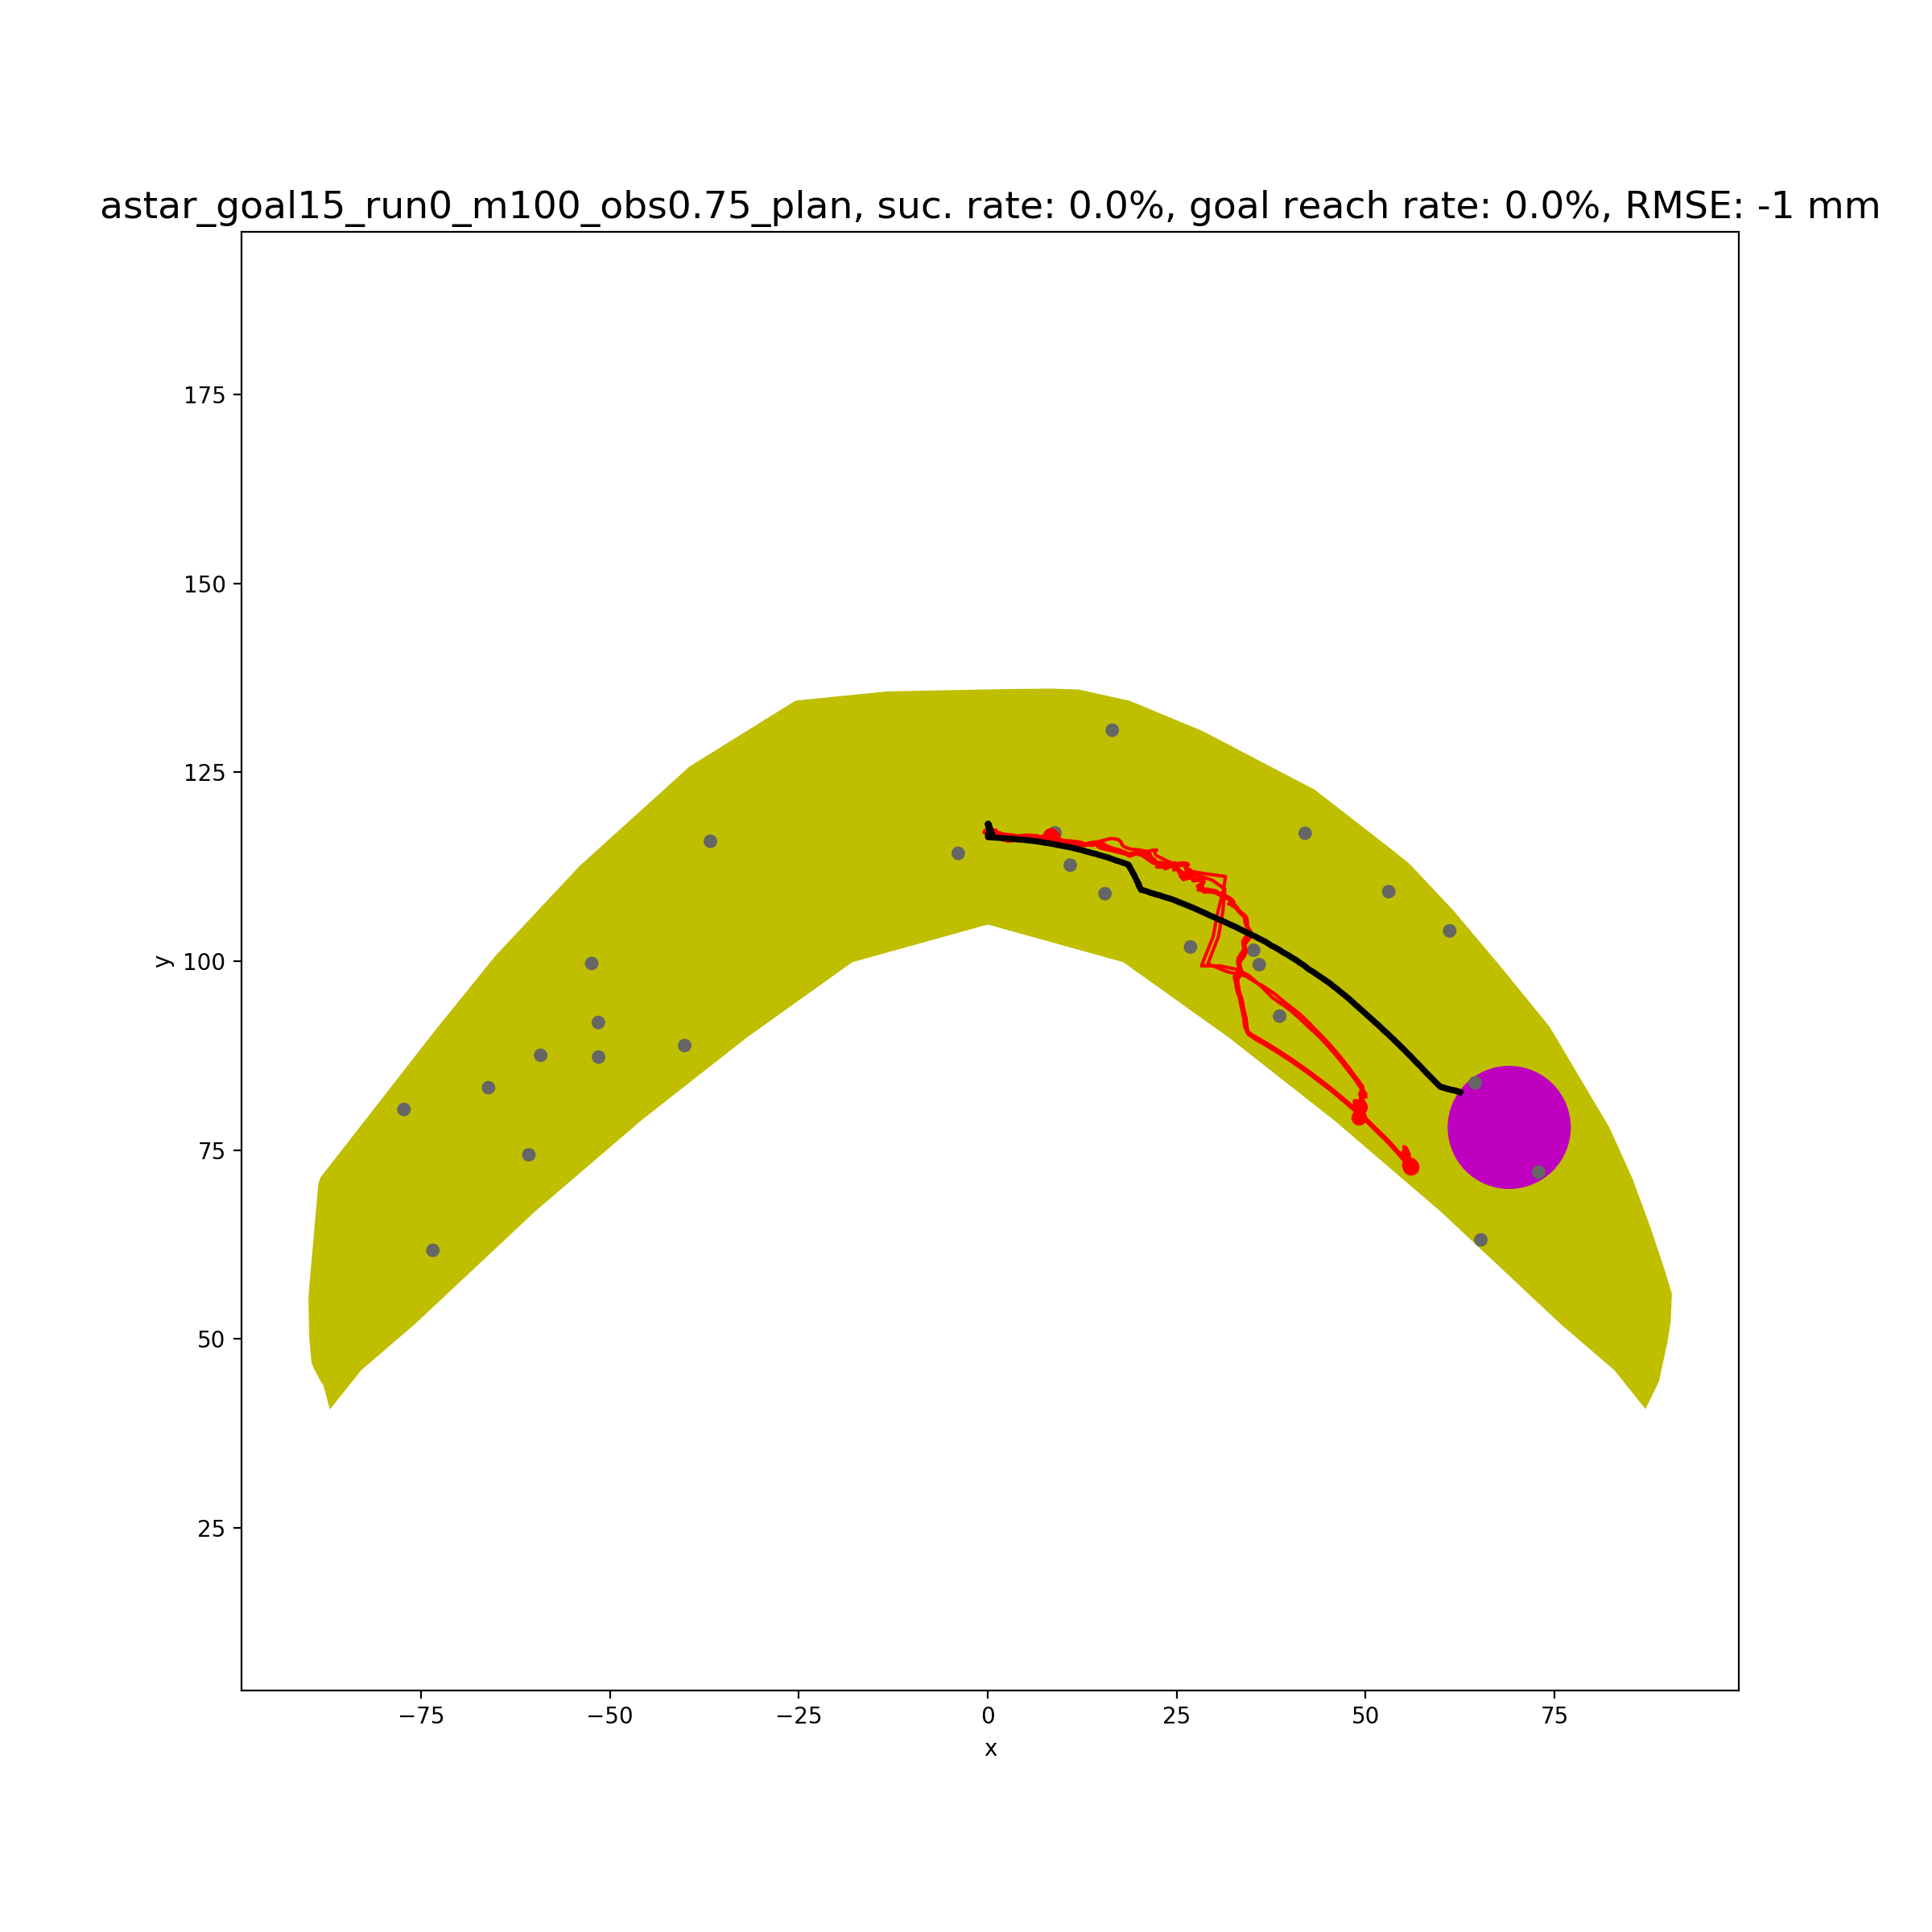 astar_goal15_run0_m100_obs0.75_plan, suc. rate: 0.0%, goal reach rate: 0.0%, RMSE: -1 mm
175
150
125
y
100
75
50
25
−75 −50 −25 0 25 50 75
x